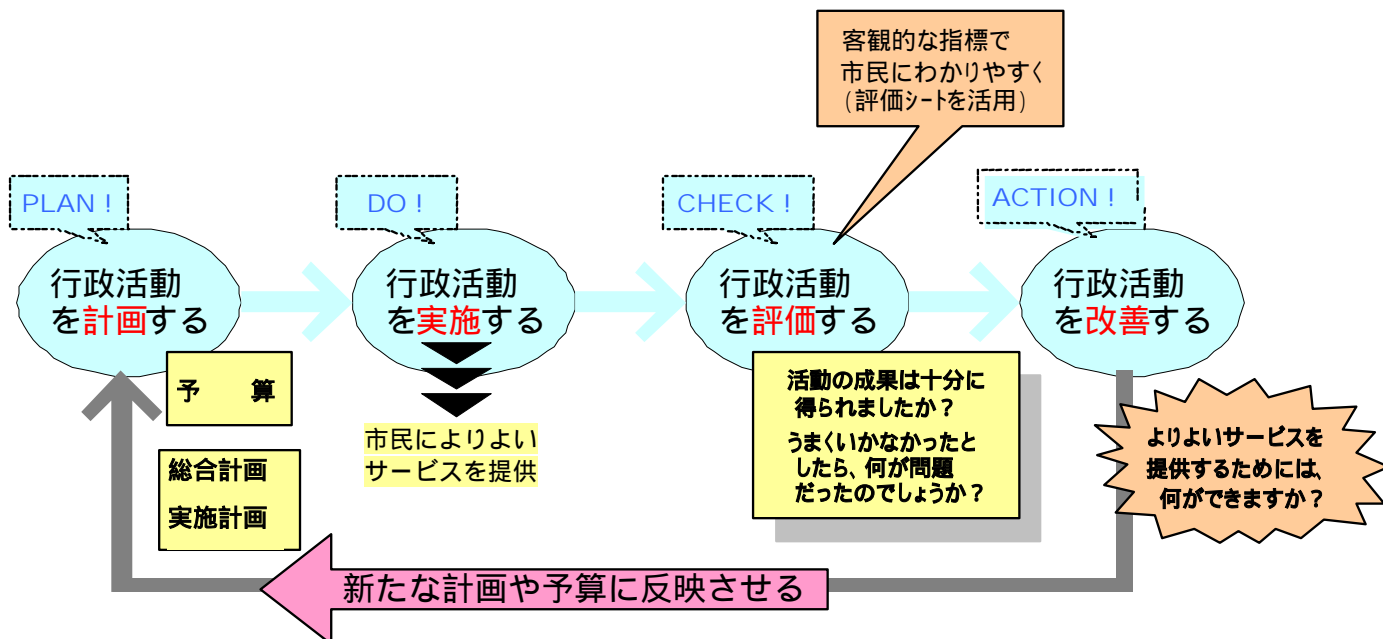 客観的な指標で
市民にわかりやすく
(評価シートを活用)
PLAN!
DO!
CHECK!
ACTION!
行政活動
を計画する
行政活動
を実施する
行政活動
を評価する
行政活動
を改善する
予 算
総合計画
実施計画
市民によりよい
サービスを提供
活動の成果は十分に
得られましたか?
うまくいかなかったと
したら、何が問題
だったのでしょうか?
よりよいサービスを
提供するためには、
何ができますか?
新たな計画や予算に反映させる